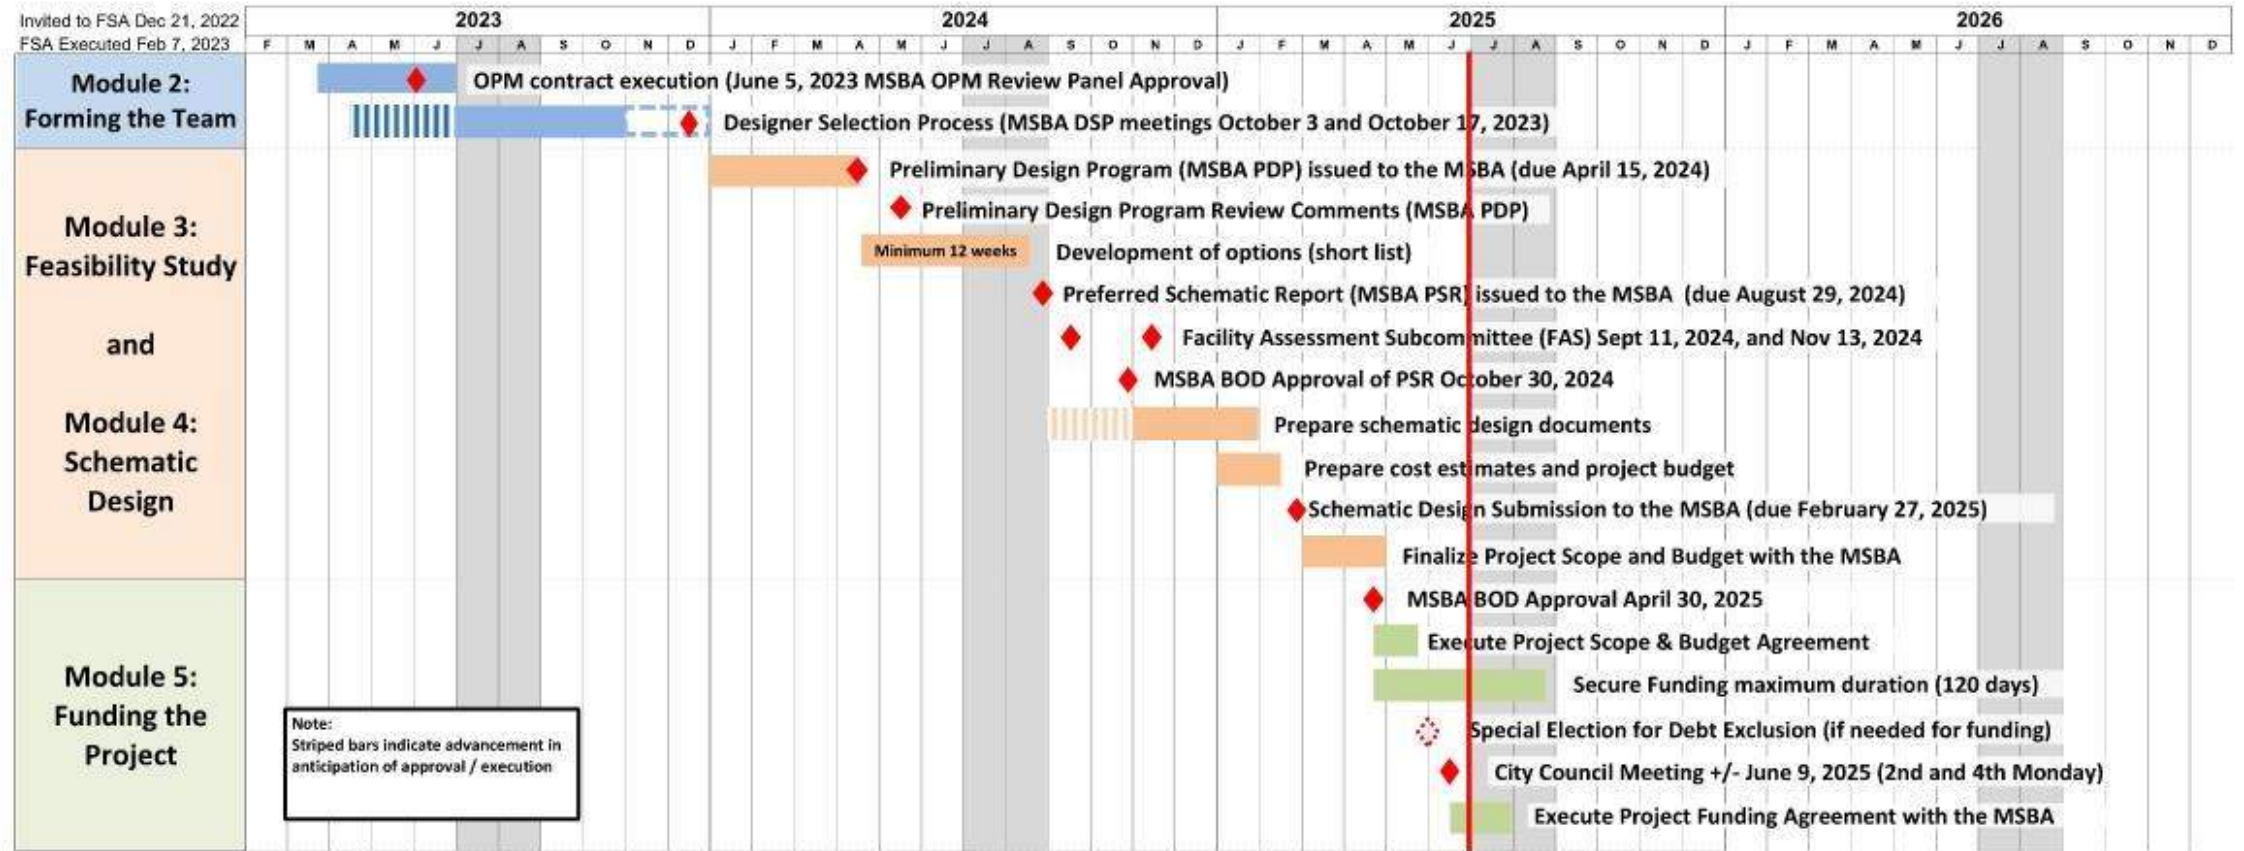 Invited to FSA Dec 21, 2022
FSA Executed Feb 7, 2023
2023 2024 2025 2026
F M A M J J A S O N D J F M A M J J A S O N D J F M A M J J A S O N D J F M A M J J A S O N D
Module 2:
Forming the Team
OPM contract execution (June 5, 2023 MSBA OPM Review Panel Approval)
Designer Selection Process (MSBA DSP meetings October 3 and October 17, 2023)
Module 3:
Feasibility Study
and
Module 4:
Schematic
Design
Preliminary Design Program (MSBA PDP) issued to the MSBA (due April 15, 2024)
Preliminary Design Program Review Comments (MSBA PDP)
Minimum 12 weeks Development of options (short list)
Preferred Schematic Report (MSBA PSR) issued to the MSBA (due August 29, 2024)
Facility Assessment Subcommittee (FAS) Sept 11, 2024, and Nov 13, 2024
MSBA BOD Approval of PSR October 30, 2024
Prepare schematic design documents
Prepare cost estimates and project budget
Schematic Design Submission to the MSBA (due February 27, 2025)
Finalize Project Scope and Budget with the MSBA
Module 5:
Funding the
Project
MSBA BOD Approval April 30, 2025
Execute Project Scope & Budget Agreement
Secure Funding maximum duration (120 days)
Special Election for Debt Exclusion (if needed for funding)
City Council Meeting +/- June 9, 2025 (2nd and 4th Monday)
Execute Project Funding Agreement with the MSBA
Note:
Striped bars indicate advancement in
anticipation of approval / execution